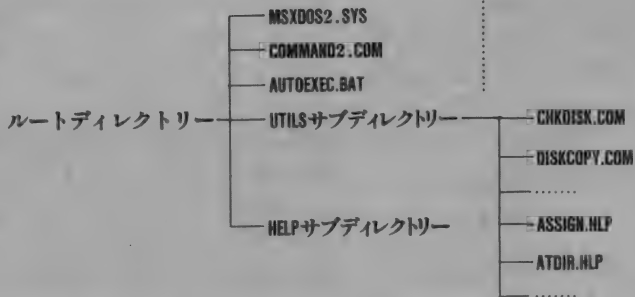 MSXDOS2.SYS
COMMAND2.COM
AUTOEXEC.BAT
ルートディレクトリー
UTILSサブディレクトリー
CHKDISK.COM
DISKCOPY.COM
.......
HELPサブディレクトリー
ASSIGN.HLP
ATDIR.HLP
.......